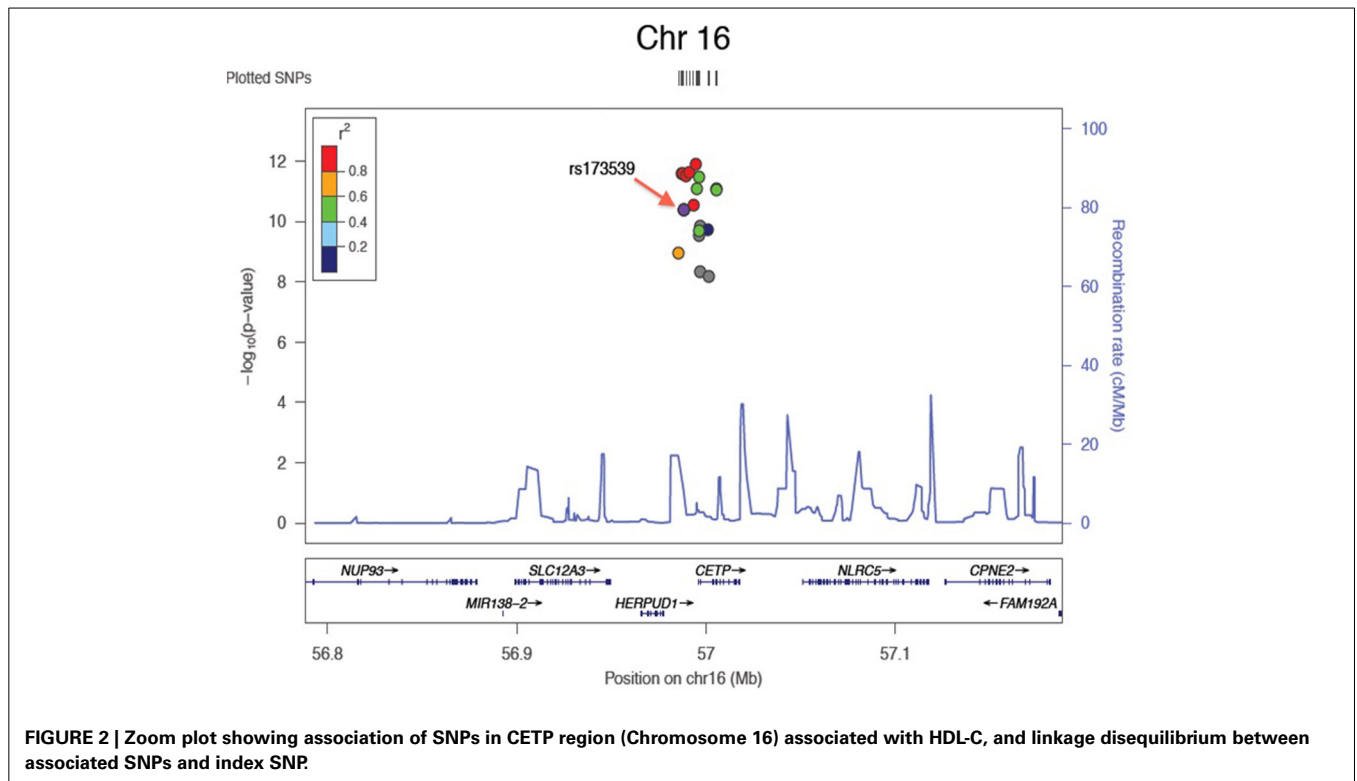 Chr 16
Plotted SNPs
r²
0.8
0.6
0.4
0.2
rs173539
12
10
8
6
4
2
0
−log₁₀(p−value)
100
80
60
40
20
0
Recombination rate (cM/Mb)
NUP93→ SLC12A3→ CETP→ NLRC5→ CPNE2→
MIR138−2→ HERPUD1→ ←FAM192A
56.8 56.9 57 57.1
Position on chr16 (Mb)
FIGURE 2 | Zoom plot showing association of SNPs in CETP region (Chromosome 16) associated with HDL-C, and linkage disequilibrium between
associated SNPs and index SNP.